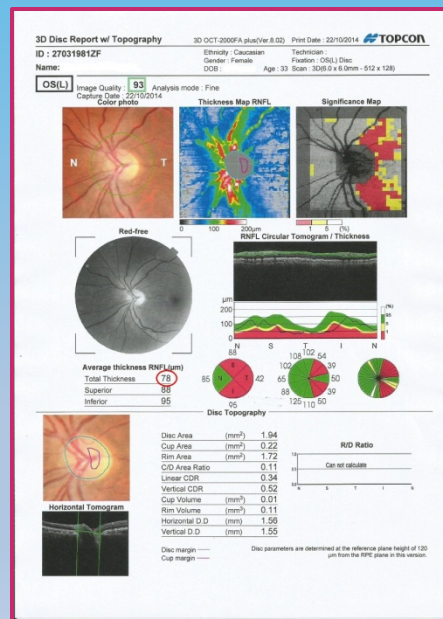 3D Disc Report w/ Topography 3D OCT-2000FA plus(Ver.8.02) Print Date : 22/10/2014 TOPCON
ID : 27031981ZF Ethnicity : Caucasian Technician :
Gender : Female Fixation : OS(L) Disc
Name: DOB : Age : 33 Scan : 3D(6.0 x 6.0mm - 512 x 128)
OS(L) Image Quality : 93 Analysis mode : Fine
Capture Date : 22/10/2014
Color photo Thickness Map RNFL Significance Map
N T
0 100 200μm 1 5 (%)
Red-free RNFL Circular Tomogram / Thickness
μm (%)
200 95
100 5
0 1
N S T I N
Average thickness RNFL(μm)
Total Thickness 78
Superior 88
Inferior 95
88
85 N S T I 42
95
102
108 54
102 39
65 50
88 39
125 50
110
Disc Topography
Disc Area (mm²) 1.94
Cup Area (mm²) 0.22
Rim Area (mm²) 1.72
C/D Area Ratio 0.11
Linear CDR 0.34
Vertical CDR 0.52
Cup Volume (mm³) 0.01
Rim Volume (mm³) 0.11
Horizontal D.D (mm) 1.56
Vertical D.D (mm) 1.55
R/D Ratio
Can not calculate
Horizontal Tomogram
Disc margin
Cup margin
Disc parameters are determined at the reference plane height of 120
μm from the RPE plane in this version.